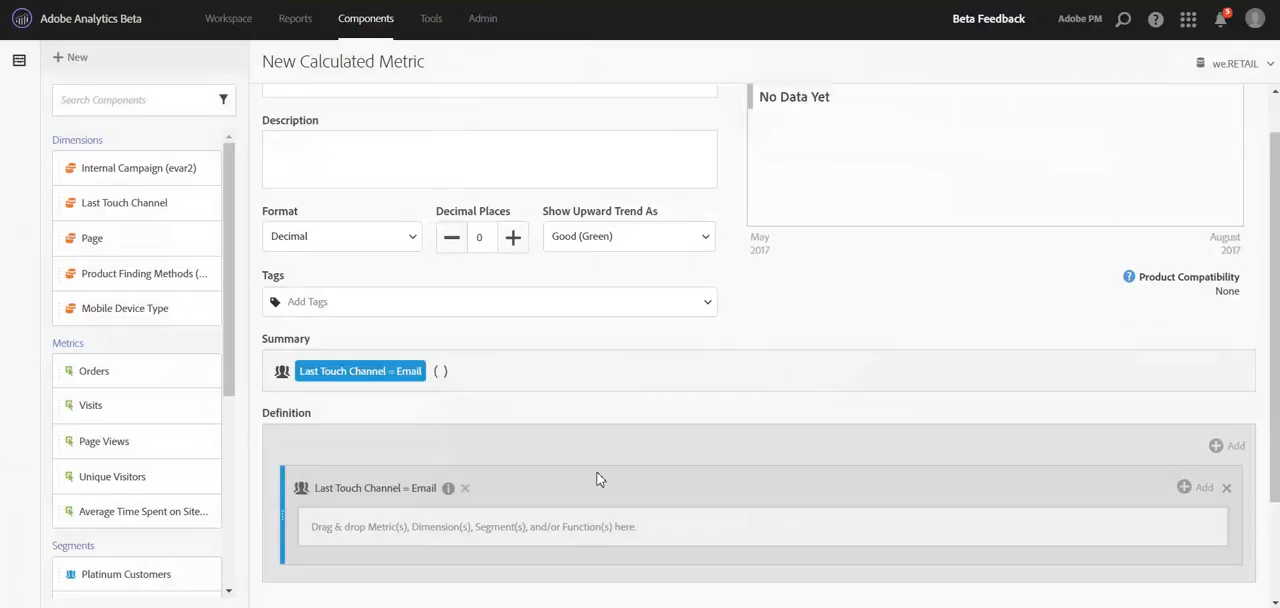 Adobe Analytics Beta
Workspace
Reports
Components
Tools
Admin
Beta Feedback
Adobe PM
?
5
+ New
New Calculated Metric
we.RETAIL
Search Components
Dimensions
Internal Campaign (evar2)
Last Touch Channel
Page
Product Finding Methods (...
Mobile Device Type
Metrics
Orders
Visits
Page Views
Unique Visitors
Average Time Spent on Site...
Segments
Platinum Customers
Description
Format
Decimal Places
Show Upward Trend As
Decimal
0
Good (Green)
Tags
Add Tags
Summary
Last Touch Channel = Email ( )
Definition
Add
Last Touch Channel = Email
Add
Drag & drop Metric(s), Dimension(s), Segment(s), and/or Function(s) here.
No Data Yet
May
2017
August
2017
? Product Compatibility
None